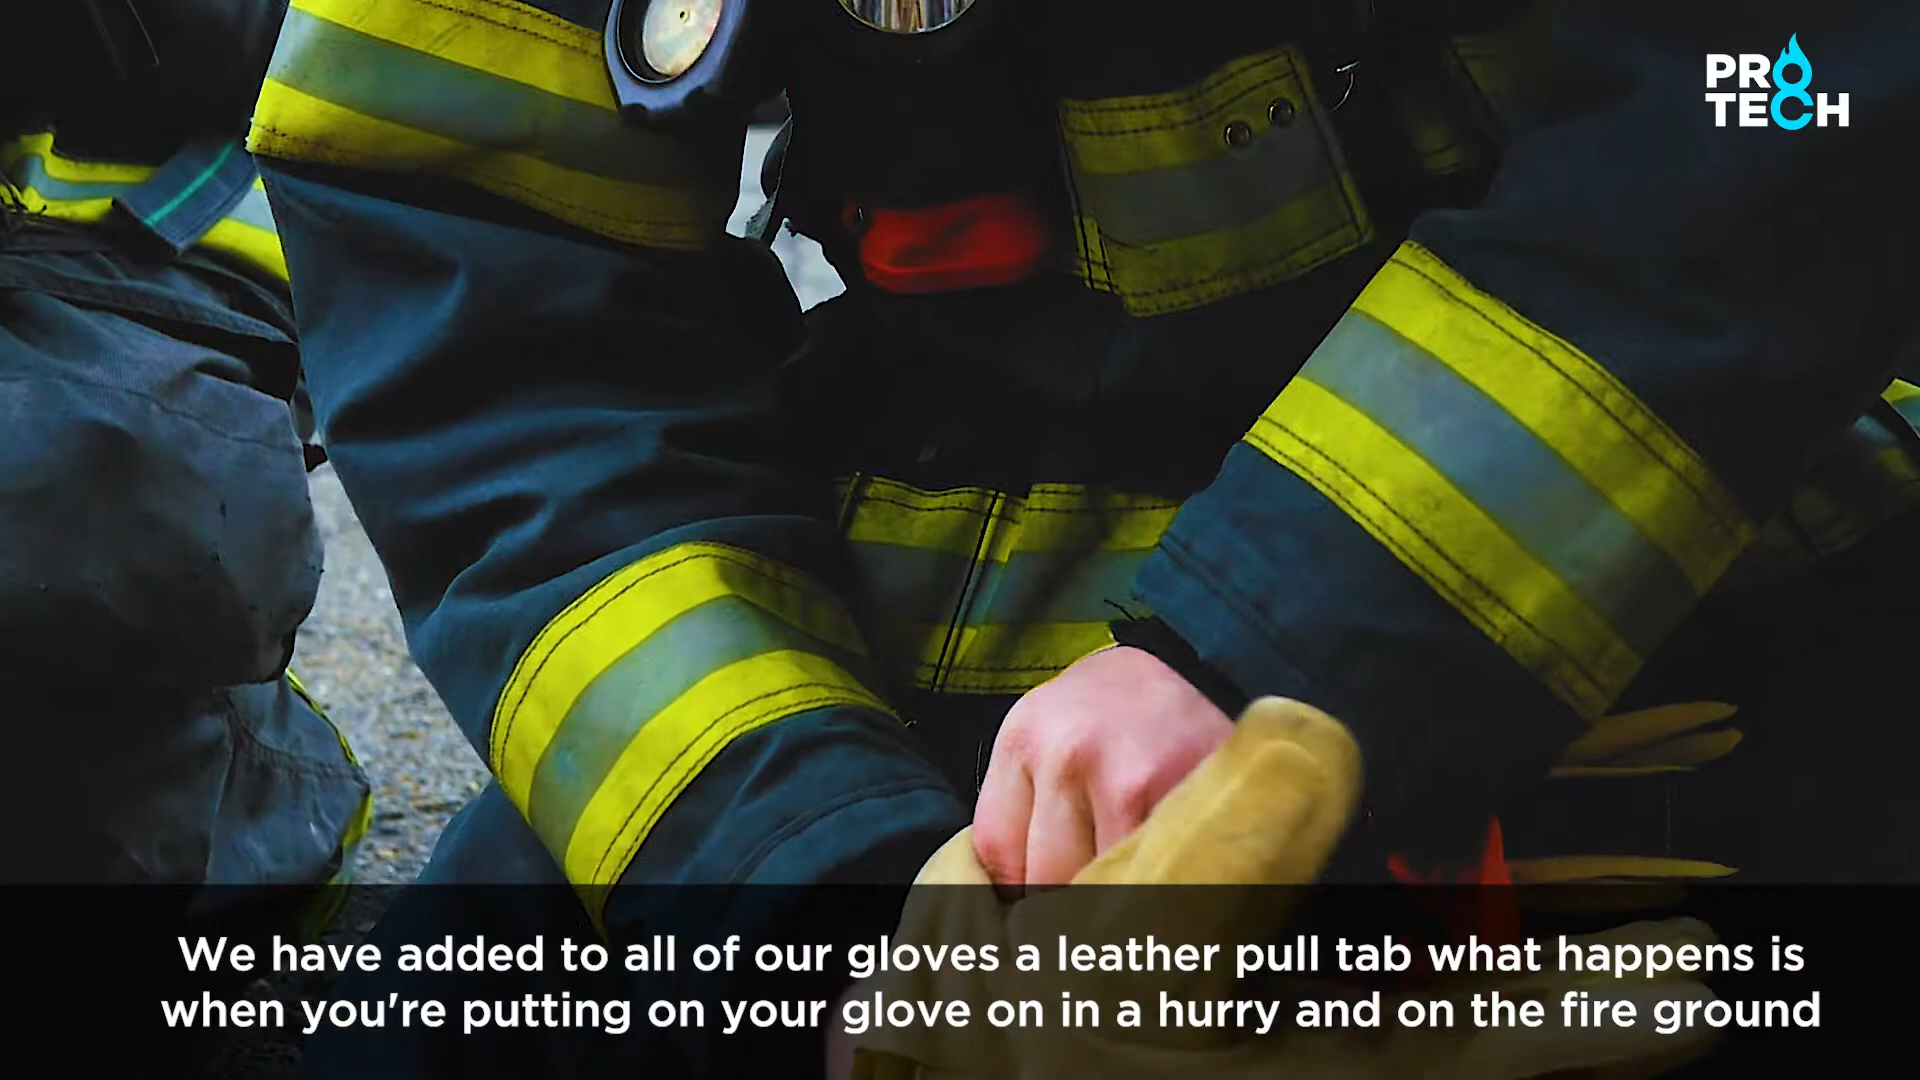 PRO
TECH
We have added to all of our gloves a leather pull tab what happens is
when you're putting on your glove on in a hurry and on the fire ground